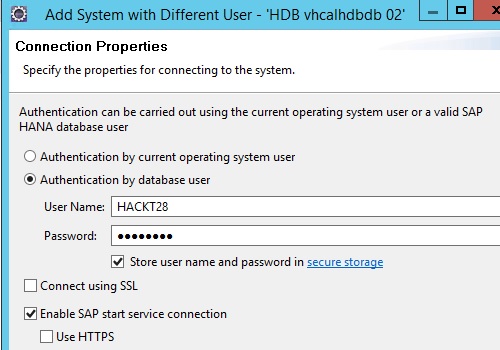 Add System with Different User - 'HDB vhcalhdbdb 02'
Connection Properties
Specify the properties for connecting to the system.
Authentication can be carried out using the current operating system user or a valid SAP
HANA database user
Authentication by current operating system user
Authentication by database user
User Name: HACKT28
Password: ●●●●●●●●
Store user name and password in secure storage
Connect using SSL
Enable SAP start service connection
Use HTTPS